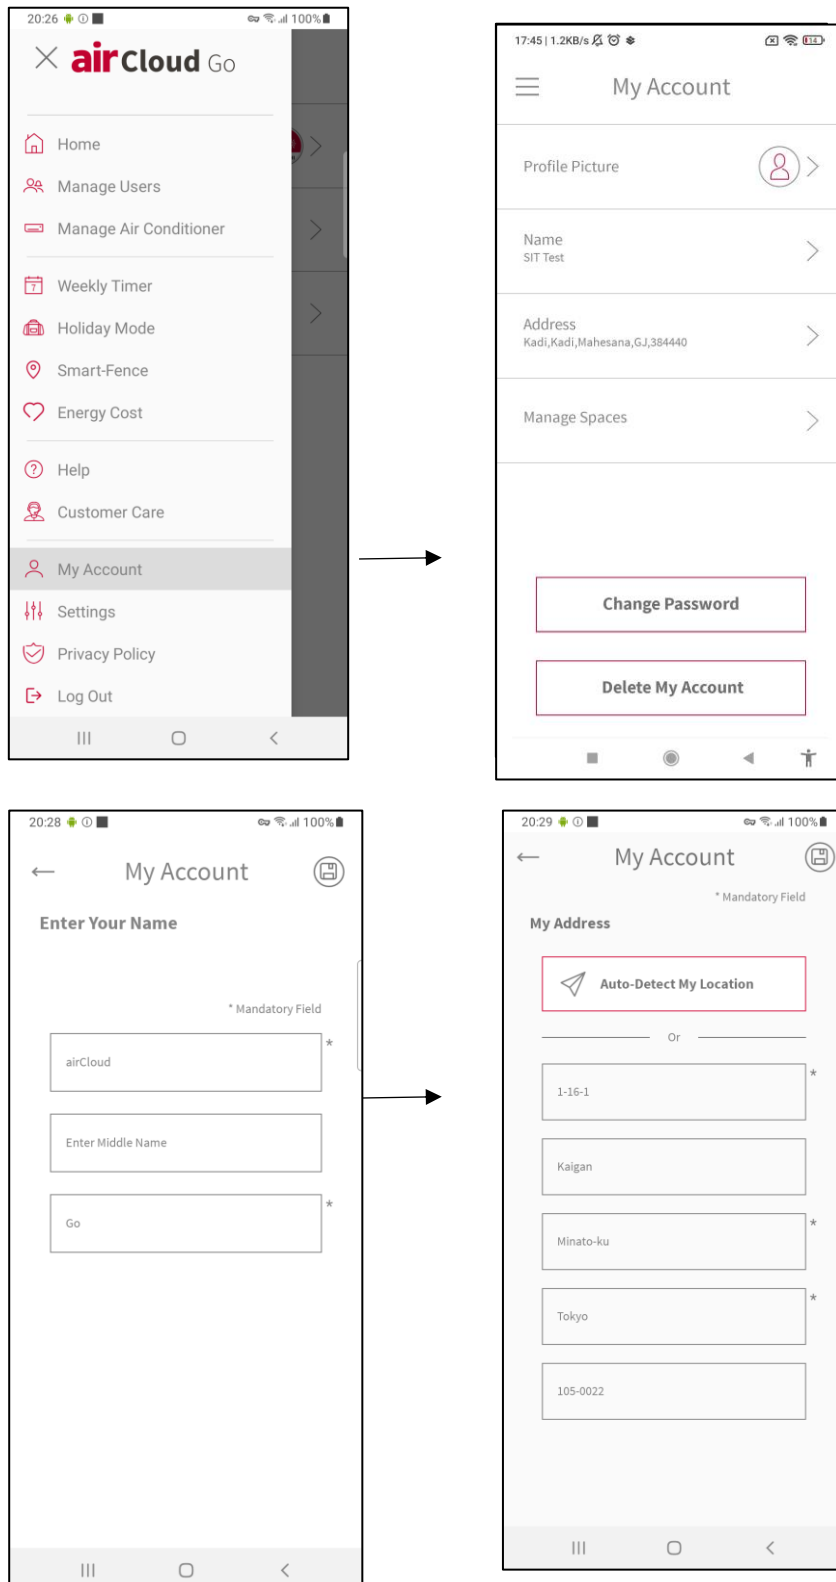 20:26 100%
airCloud Go
Home
Manage Users
Manage Air Conditioner
7 Weekly Timer
Holiday Mode
Smart-Fence
Energy Cost
? Help
Customer Care
My Account
Settings
Privacy Policy
Log Out
17:45 | 1.2KB/s 14
My Account
Profile Picture
Name
SIT Test
Address
Kadi,Kadi,Mahesana,GJ,384440
Manage Spaces
Change Password
Delete My Account
20:28 100%
My Account
Enter Your Name
* Mandatory Field
airCloud *
Enter Middle Name
Go *
20:29 100%
My Account
* Mandatory Field
My Address
Auto-Detect My Location
Or
1-16-1 *
Kaigan
Minato-ku *
Tokyo *
105-0022